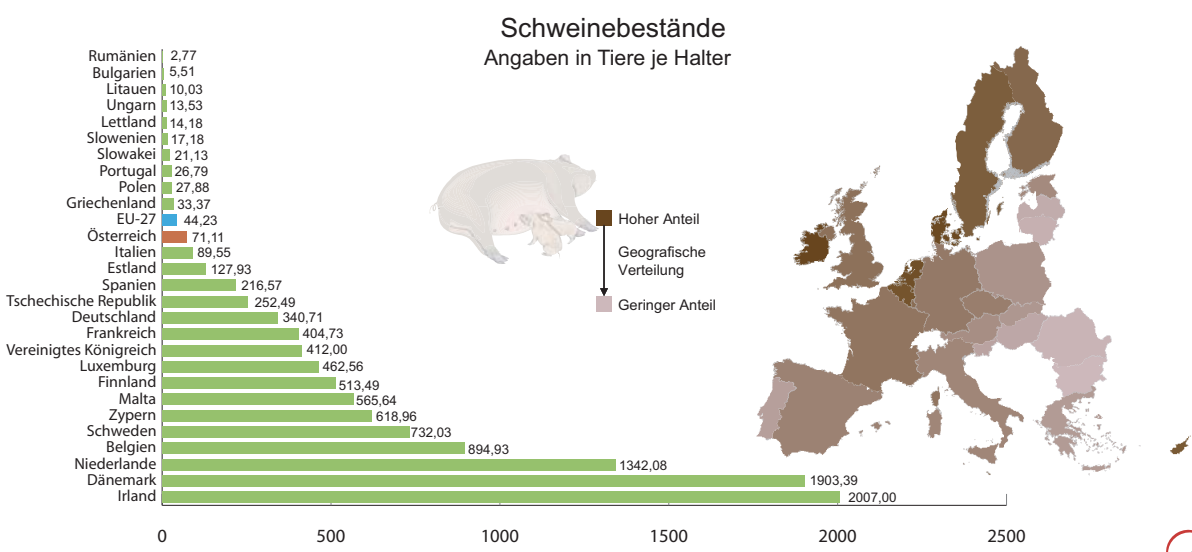 Schweinebestände
Angaben in Tiere je Halter
Rumänien 2,77
Bulgarien 5,51
Litauen 10,03
Ungarn 13,53
Lettland 14,18
Slowenien 17,18
Slowakei 21,13
Portugal 26,79
Polen 27,88
Griechenland 33,37
EU-27 44,23
Österreich 71,11
Italien 89,55
Estland 127,93
Spanien 216,57
Tschechische Republik 252,49
Deutschland 340,71
Frankreich 404,73
Vereinigtes Königreich 412,00
Luxemburg 462,56
Finnland 513,49
Malta 565,64
Zypern 618,96
Schweden 732,03
Belgien 894,93
Niederlande 1342,08
Dänemark 1903,39
Irland 2007,00
0 500 1000 1500 2000 2500
Hoher Anteil
Geografische
Verteilung
Geringer Anteil